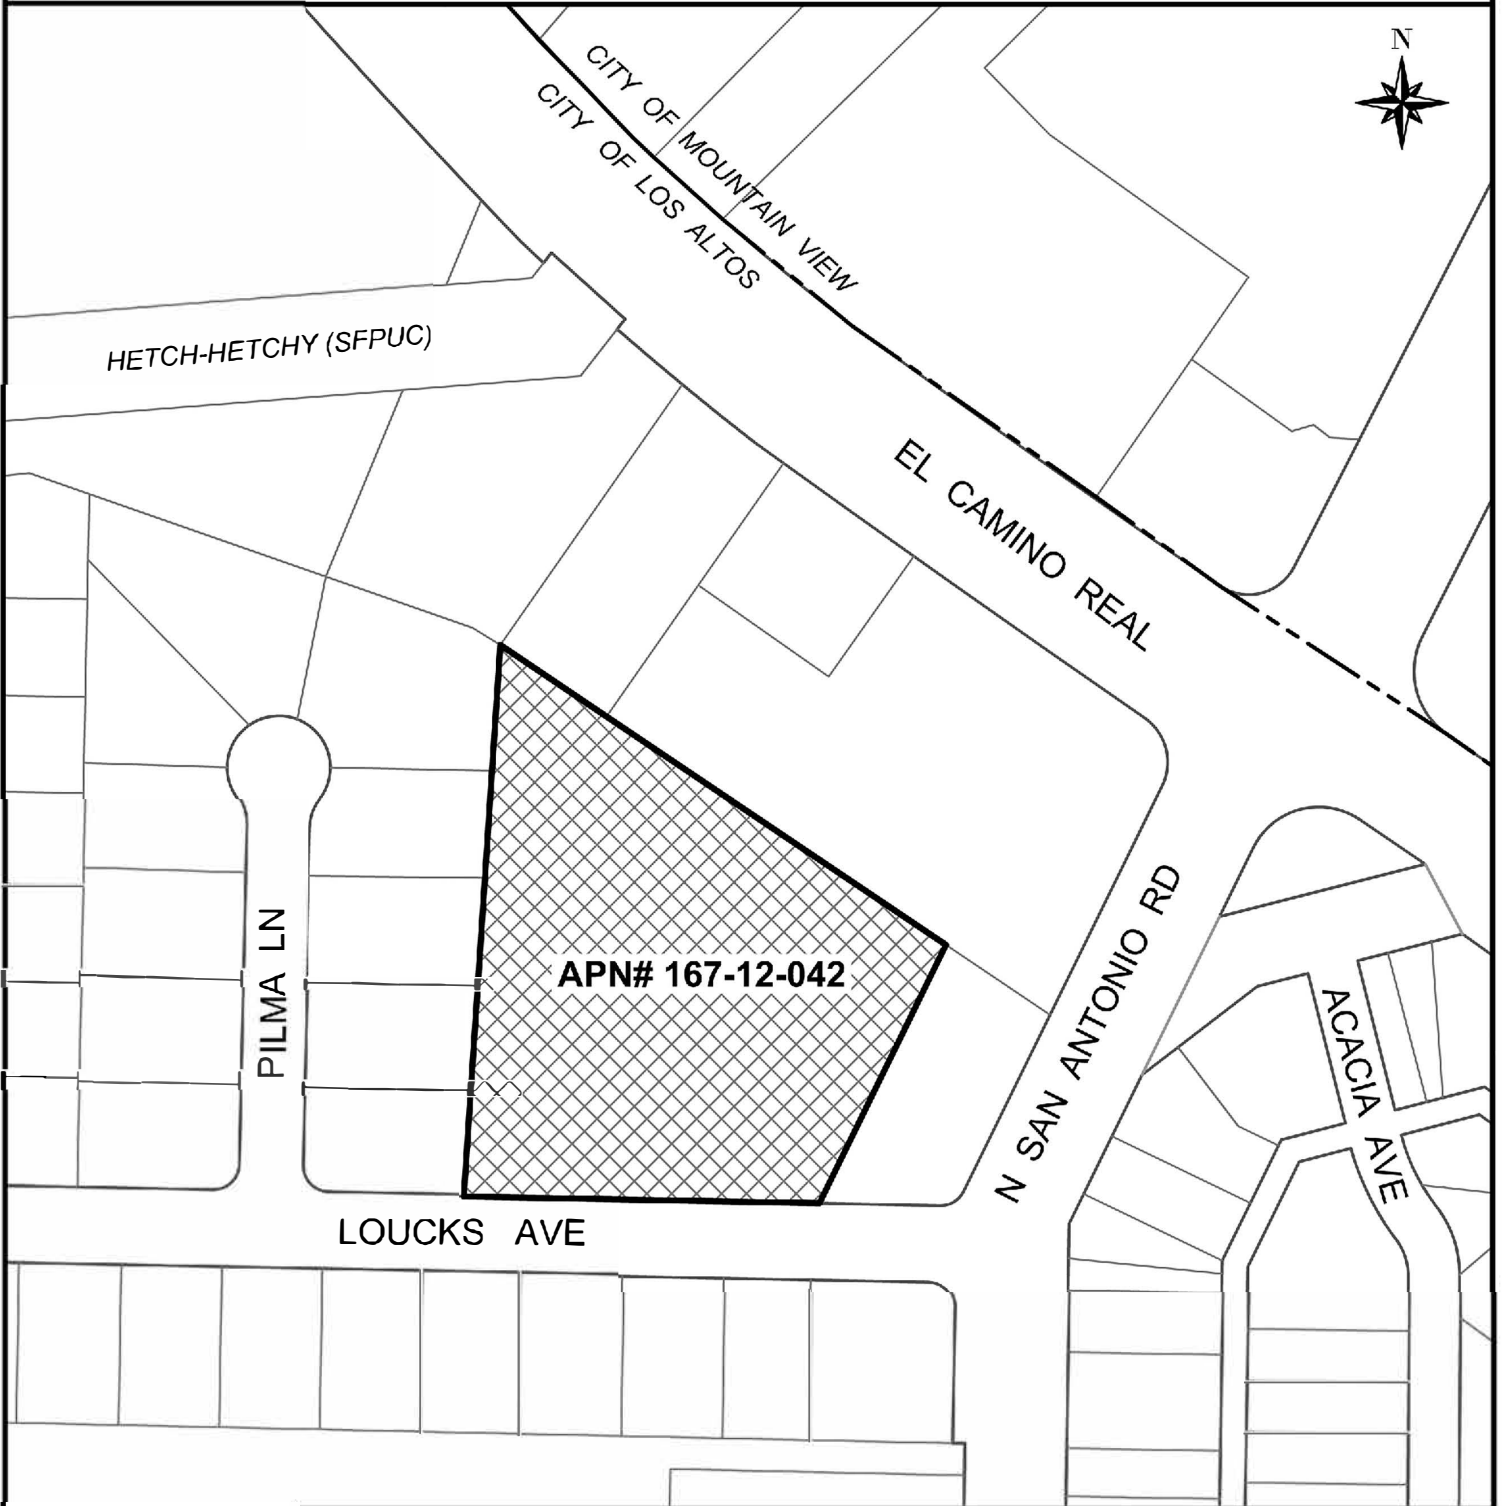 N
CITY OF MOUNTAIN VIEW
CITY OF LOS ALTOS
HETCH-HETCHY (SFPUC)
EL CAMINO REAL
APN# 167-12-042
PILMA LN
N SAN ANTONIO RD
ACACIA AVE
LOUCKS AVE